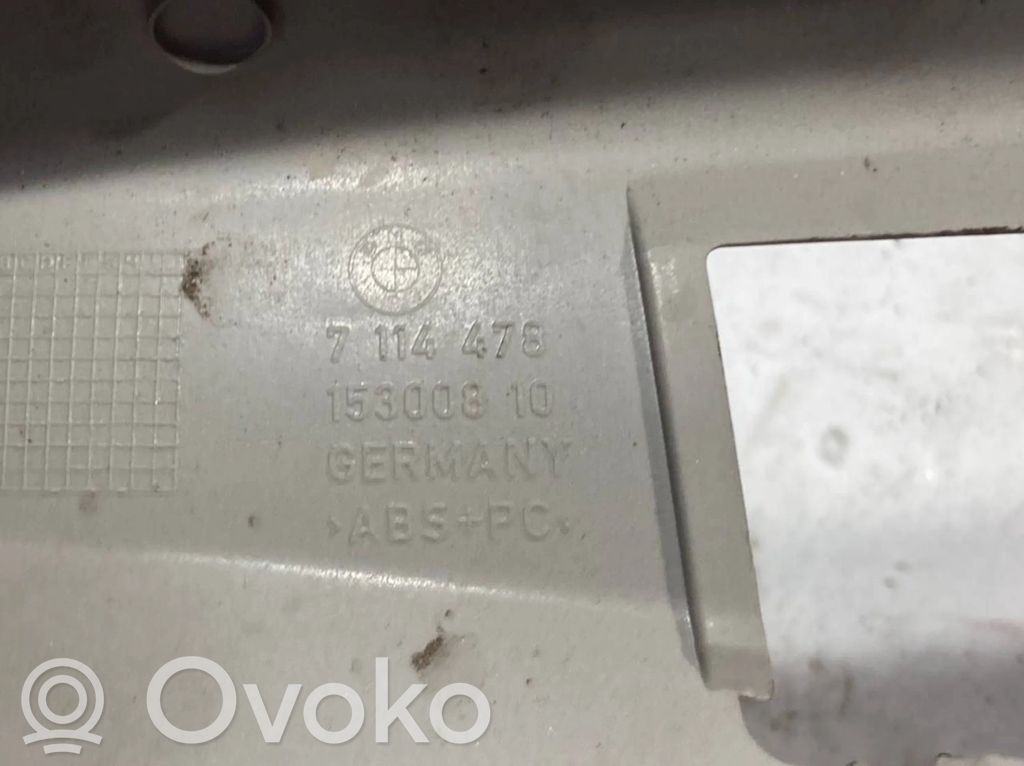 7 114 478
153008 10
GERMANY
>ABS+PC<
Ovoko